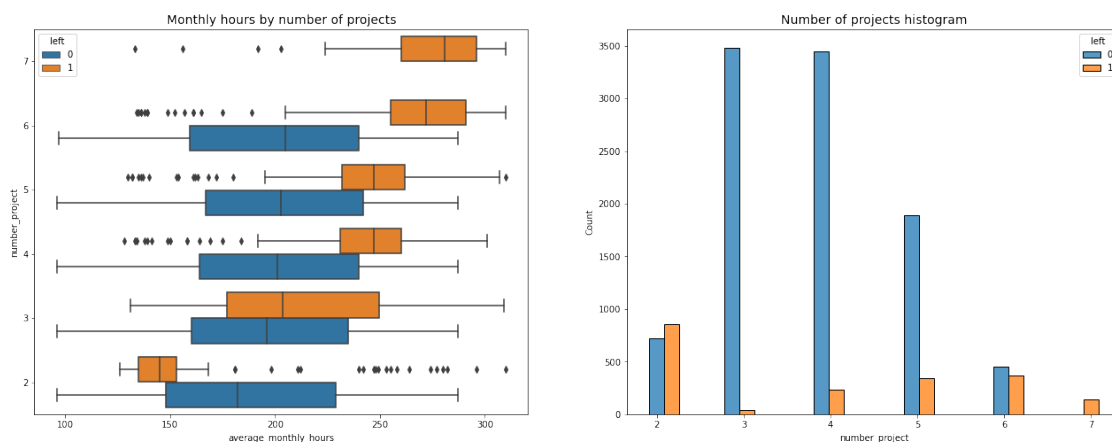 Monthly hours by number of projects
left
0
1
7
6
5
4
3
2
number_project
100 150 200 250 300
average_monthly_hours
Number of projects histogram
left
0
1
3500
3000
2500
2000
1500
1000
500
0
Count
2 3 4 5 6 7
number_project